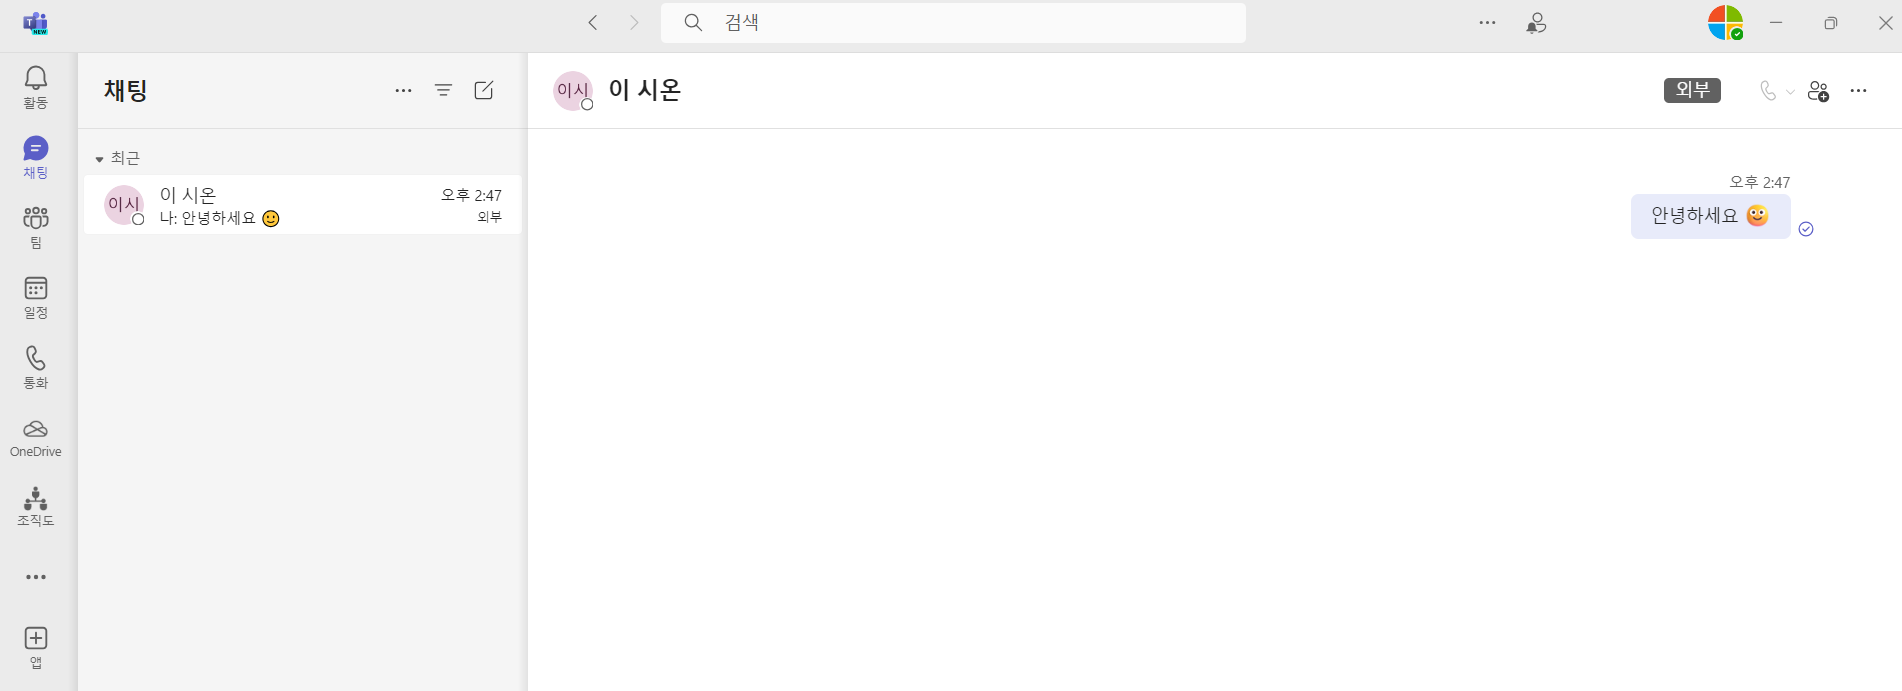 NEW
검색
활동
채팅
팀
일정
통화
OneDrive
조직도
앱
채팅
최근
이시
이 시온
오후 2:47
나: 안녕하세요 🙂
외부
이시
이 시온
외부
오후 2:47
안녕하세요 🙂